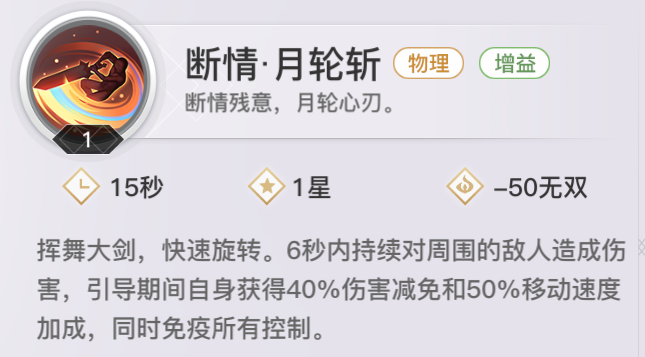 断情·月轮斩 物理 增益
断情残意，月轮心刃。
1
15秒 1星 -50无双
挥舞大剑，快速旋转。6秒内持续对周围的敌人造成伤
害，引导期间自身获得40%伤害减免和50%移动速度
加成，同时免疫所有控制。